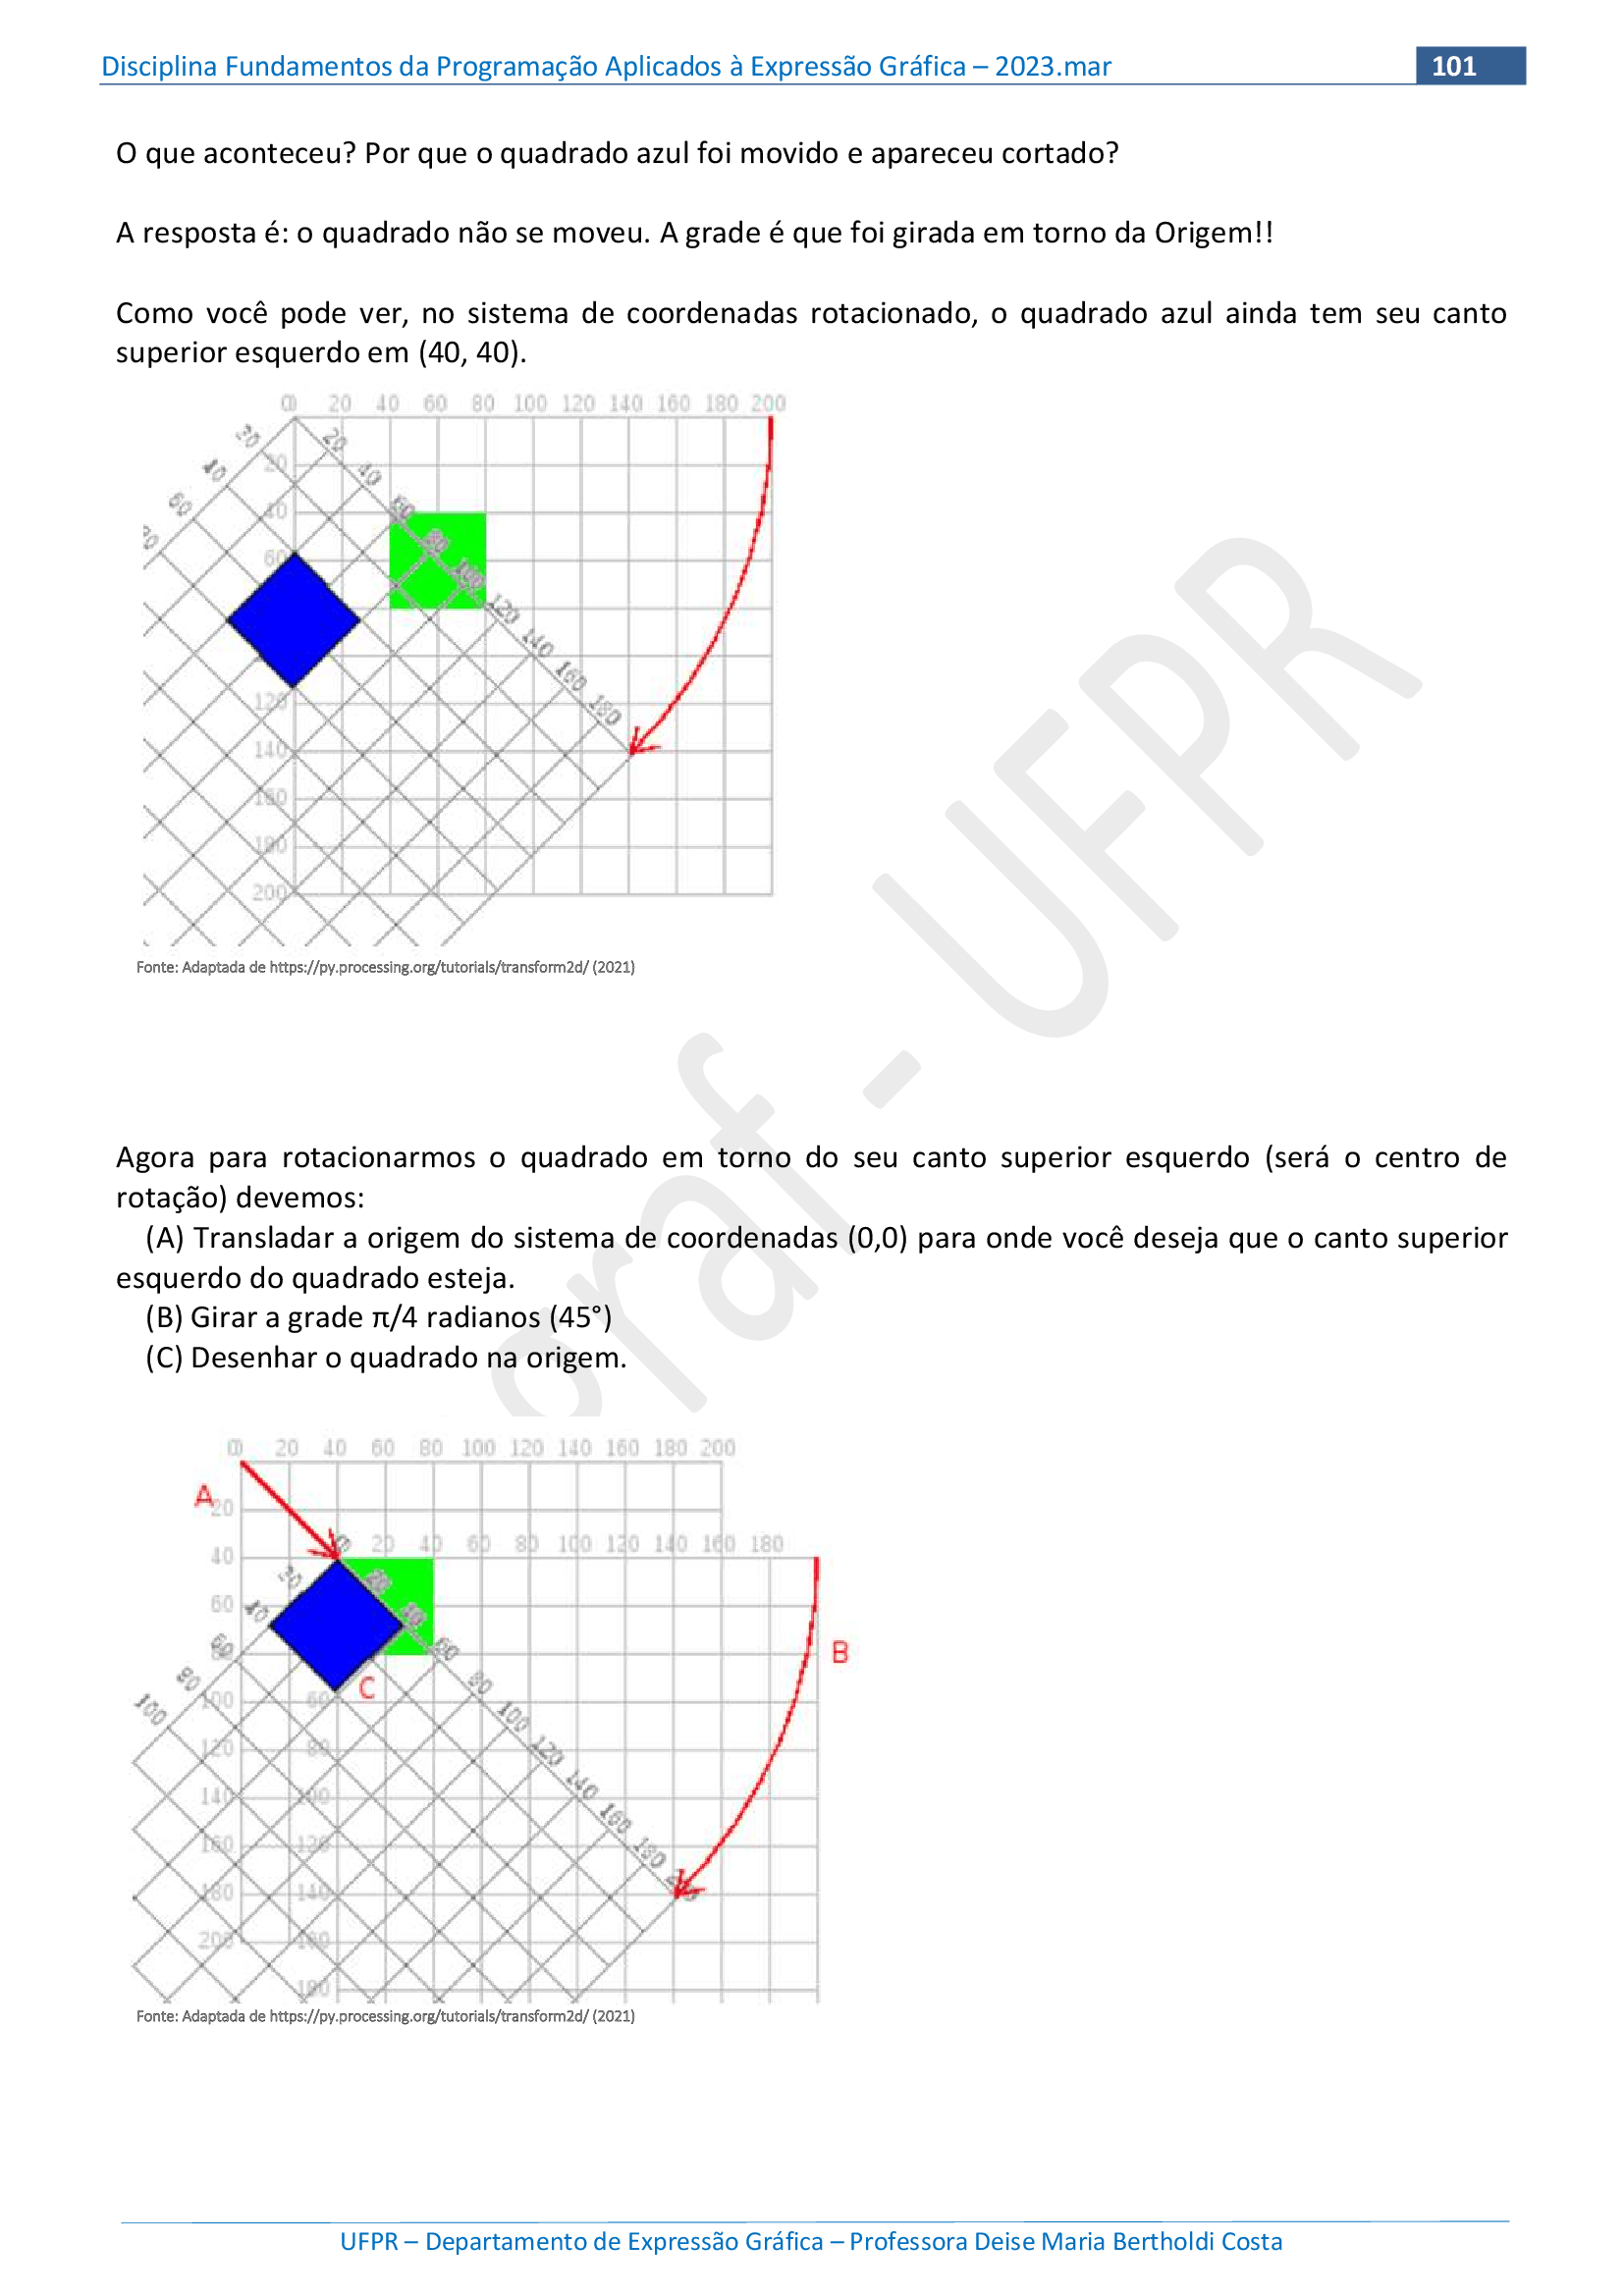 Disciplina Fundamentos da Programação Aplicados à Expressão Gráfica – 2023.mar 101
O que aconteceu? Por que o quadrado azul foi movido e apareceu cortado?
A resposta é: o quadrado não se moveu. A grade é que foi girada em torno da Origem!!
Como você pode ver, no sistema de coordenadas rotacionado, o quadrado azul ainda tem seu canto
superior esquerdo em (40, 40).
0 20 40 60 80 100 120 140 160 180 200
20
40
60
120
140
160
180
200
20 40 60 80 100 120 140 160 180
20
40
60
Fonte: Adaptada de https://py.processing.org/tutorials/transform2d/ (2021)
Agora para rotacionarmos o quadrado em torno do seu canto superior esquerdo (será o centro de
rotação) devemos:
(A) Transladar a origem do sistema de coordenadas (0,0) para onde você deseja que o canto superior
esquerdo do quadrado esteja.
(B) Girar a grade π/4 radianos (45°)
(C) Desenhar o quadrado na origem.
0 20 40 60 80 100 120 140 160 180 200
A
20
0 20 40 60 80 100 120 140 160 180
40
60
100
120
140
160
180
200
60
80
100
120
140
160
180
20 40 60 80 100 120 140 160 180
20
40
60
80
100
B
C
Fonte: Adaptada de https://py.processing.org/tutorials/transform2d/ (2021)
graf - UFPR
UFPR – Departamento de Expressão Gráfica – Professora Deise Maria Bertholdi Costa